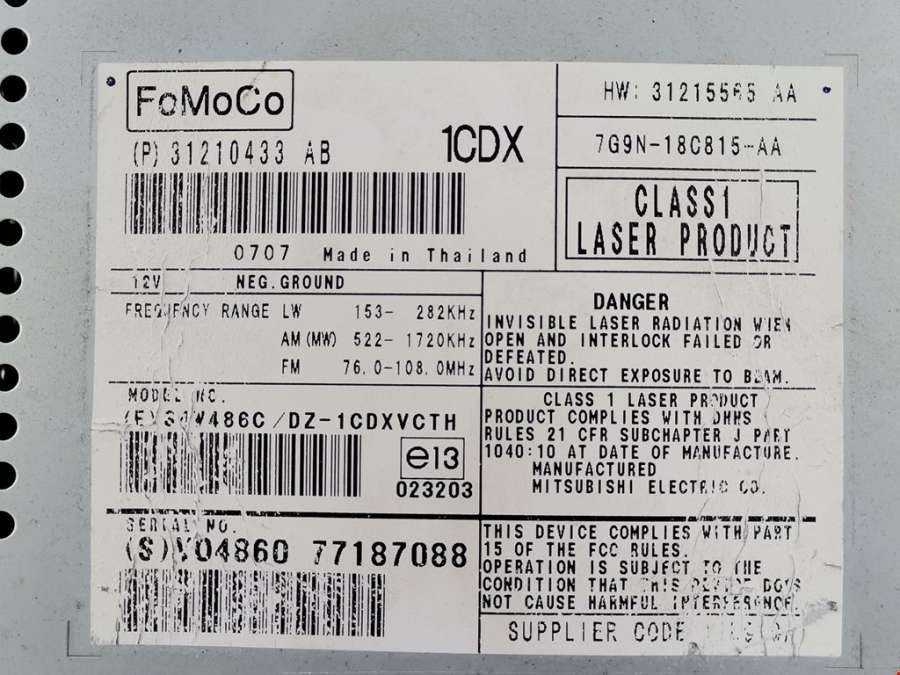 FoMoCo
(P) 31210433 AB
1CDX
0707 Made in Thailand
HW: 31215565 AA
7G9N-18C815-AA
CLASS1
LASER PRODUCT
12V NEG.GROUND
FREQUENCY RANGE LW 153- 282KHz
AM (MW) 522- 1720KHz
FM 76.0-108.0MHz
MODEL NO.
/DZ-1CDXVCTH
e13
023203
SERIAL NO.
(S) V04860 77187088
DANGER
INVISIBLE LASER RADIATION WHEN
OPEN AND INTERLOCK FAILED OR
DEFEATED.
AVOID DIRECT EXPOSURE TO BEAM.
CLASS 1 LASER PRODUCT
PRODUCT COMPLIES WITH DHHS
RULES 21 CFR SUBCHAPTER J PART
1040:10 AT DATE OF MANUFACTURE.
MANUFACTURED
MITSUBISHI ELECTRIC CO.
THIS DEVICE COMPLIES WITH PART
15 OF THE FCC RULES.
OPERATION IS SUBJECT TO THE
CONDITION THAT THIS DEVICE DOES
NOT CAUSE HARMFUL INTERFERENCE.
SUPPLIER CODE